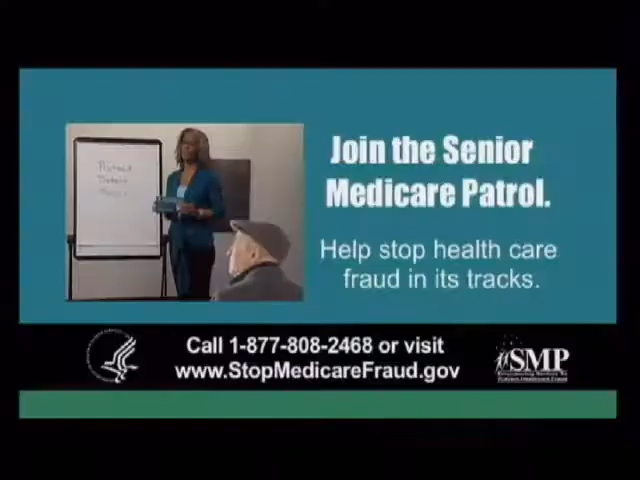 Join the Senior
Medicare Patrol.
Help stop health care
fraud in its tracks.
Call 1-877-808-2468 or visit
www.StopMedicareFraud.gov
SMP